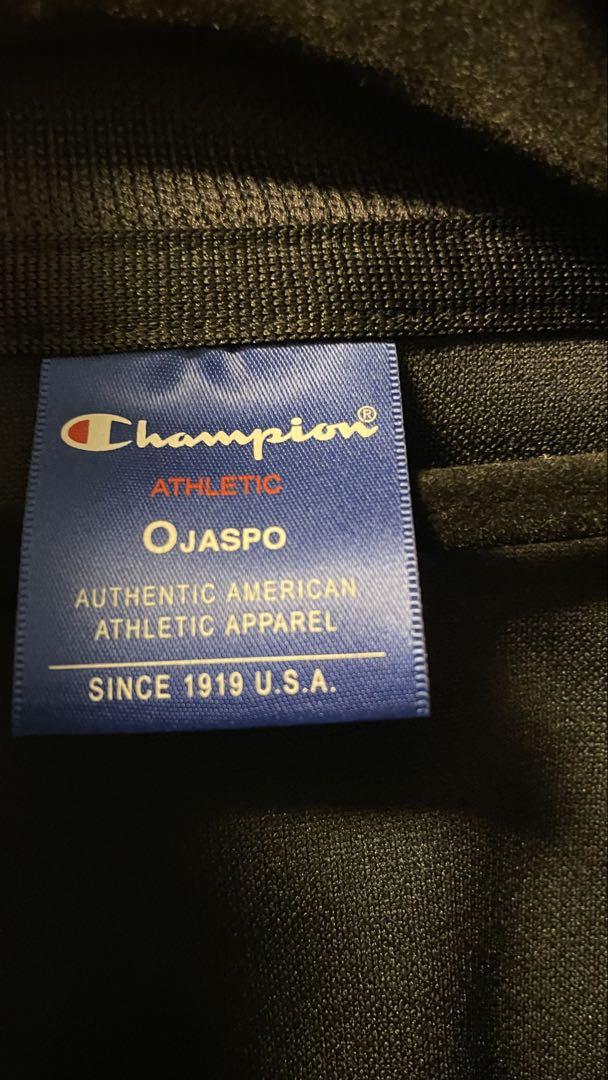 Champion®
ATHLETIC
OJASPO
AUTHENTIC AMERICAN
ATHLETIC APPAREL
SINCE 1919 U.S.A.